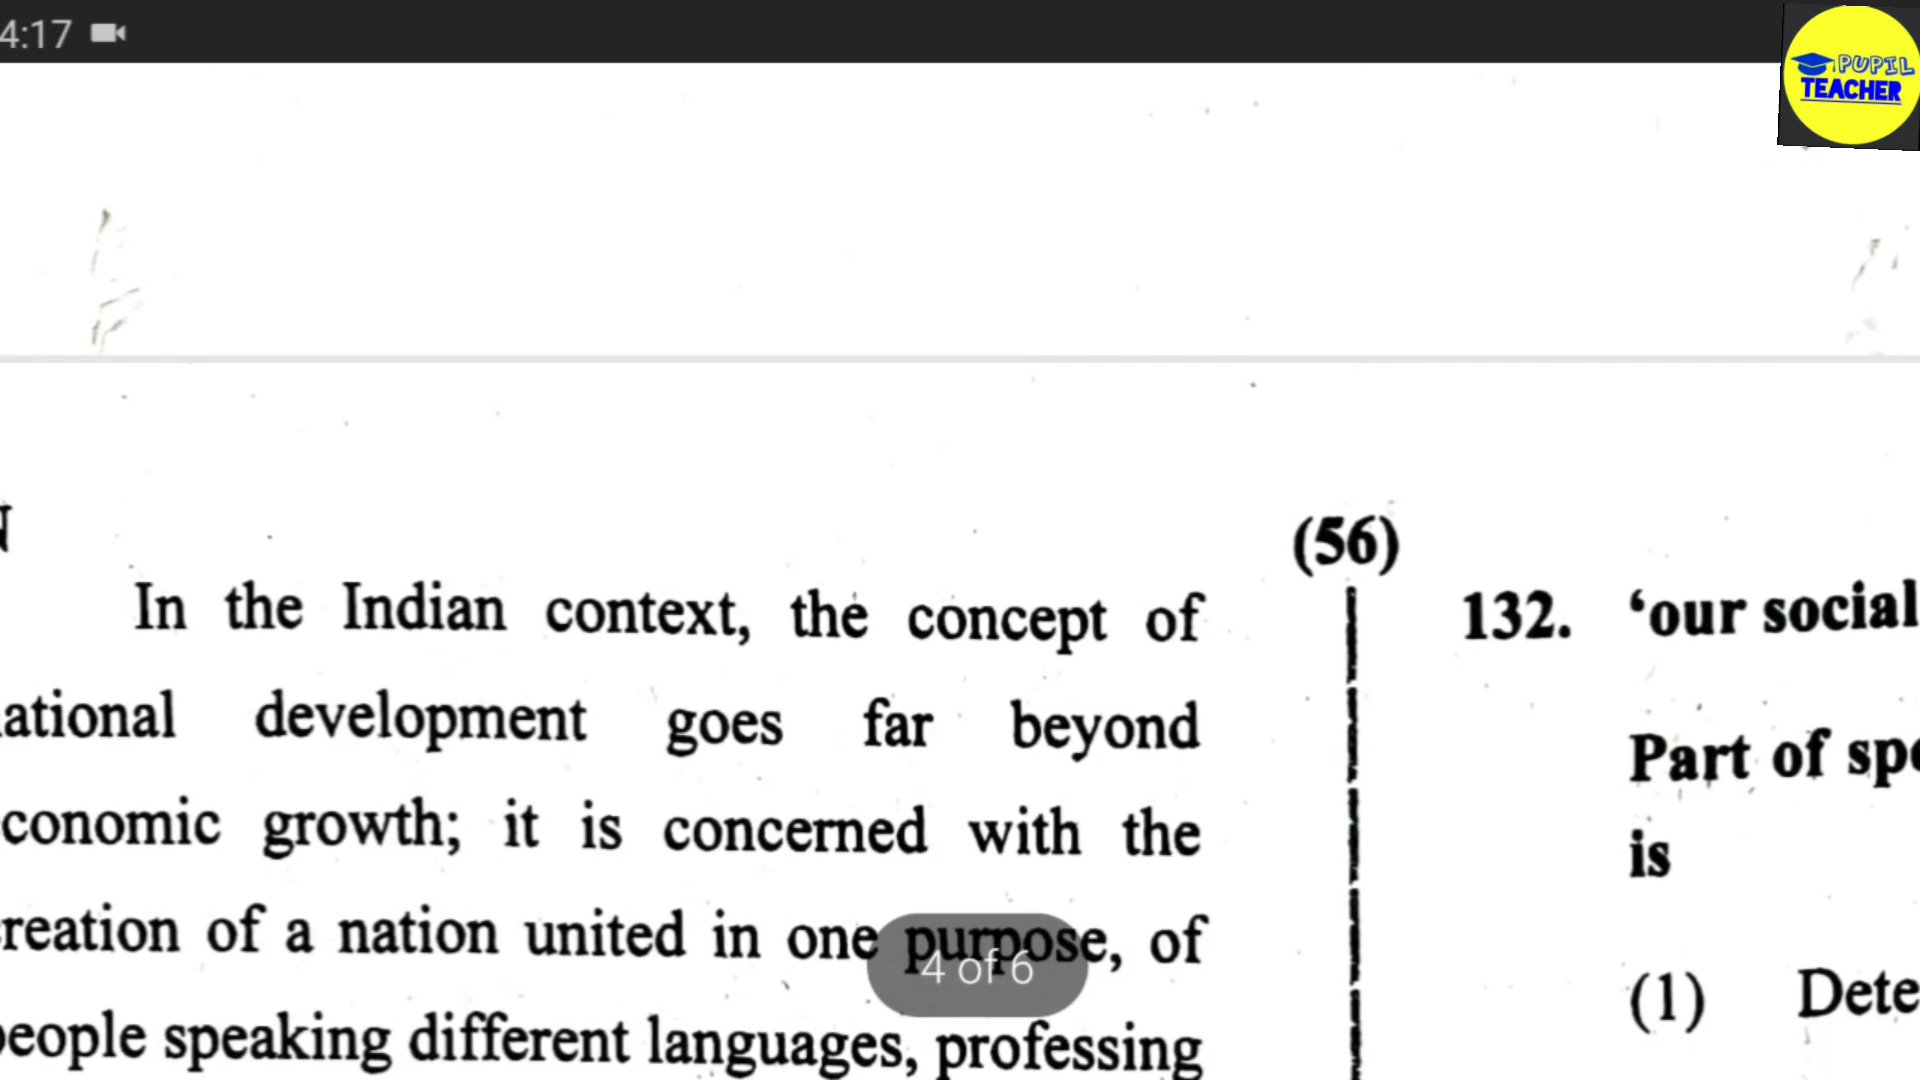 4:17
PUPIL
TEACHER
In the Indian context, the concept of
ational development goes far beyond
conomic growth; it is concerned with the
reation of a nation united in one purpose, of
people speaking different languages, professing
4 of 6
(56)
132. ‘our social
Part of spe
is
(1) Dete